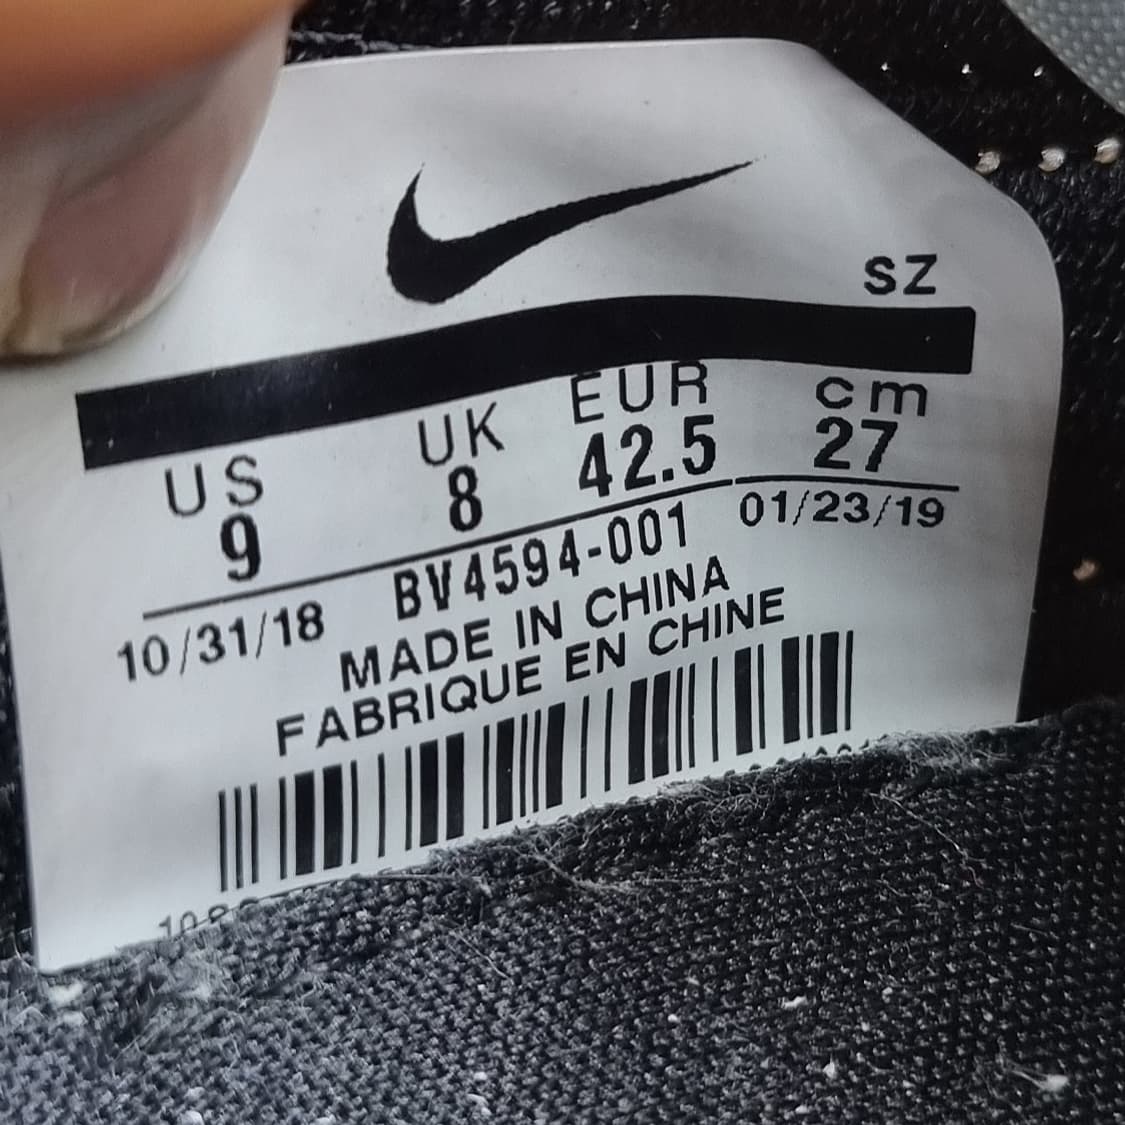 SZ
US UK EUR cm
9 8 42.5 27
10/31/18 BV4594-001 01/23/19
MADE IN CHINA
FABRIQUE EN CHINE